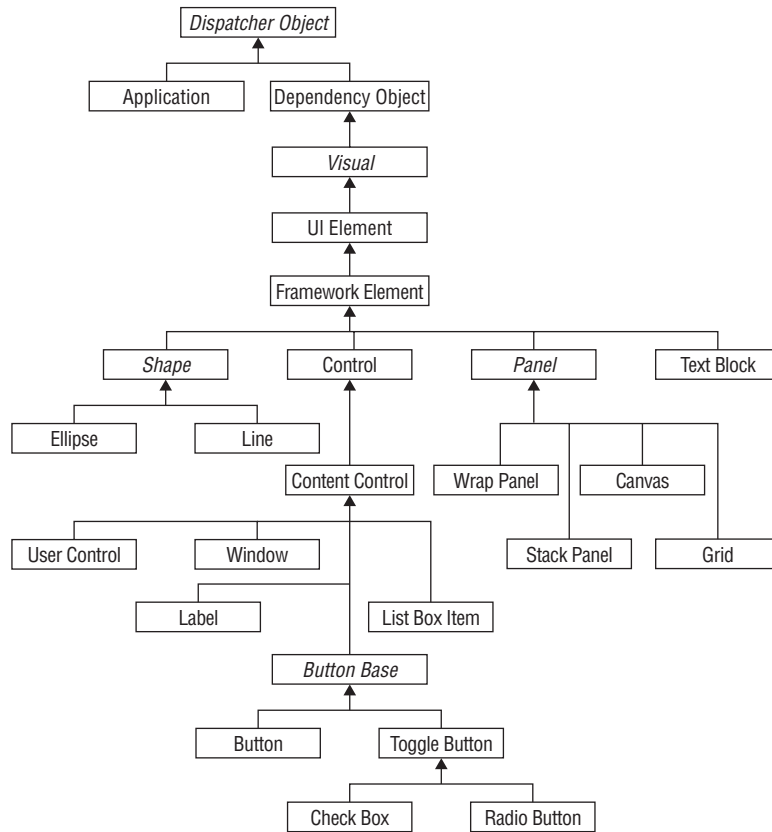 Dispatcher Object
Application
Dependency Object
Visual
UI Element
Framework Element
Shape
Control
Panel
Text Block
Ellipse
Line
Content Control
Wrap Panel
Canvas
User Control
Window
Stack Panel
Grid
Label
List Box Item
Button Base
Button
Toggle Button
Check Box
Radio Button